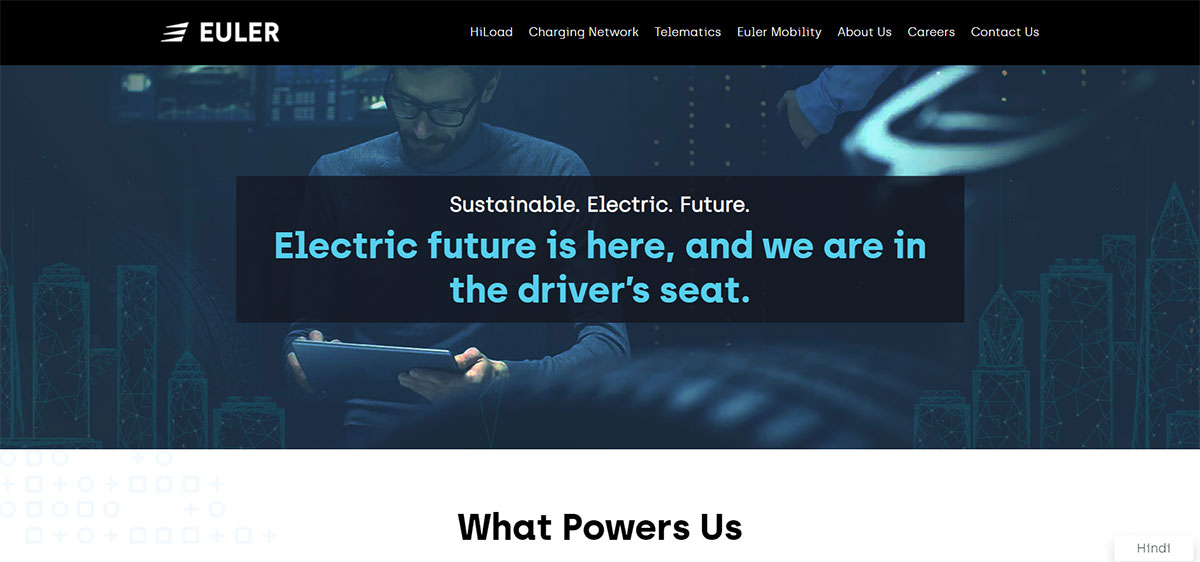 EULER
HiLoad Charging Network Telematics Euler Mobility About Us Careers Contact Us
Sustainable. Electric. Future.
Electric future is here, and we are in
the driver’s seat.
What Powers Us
Hindi